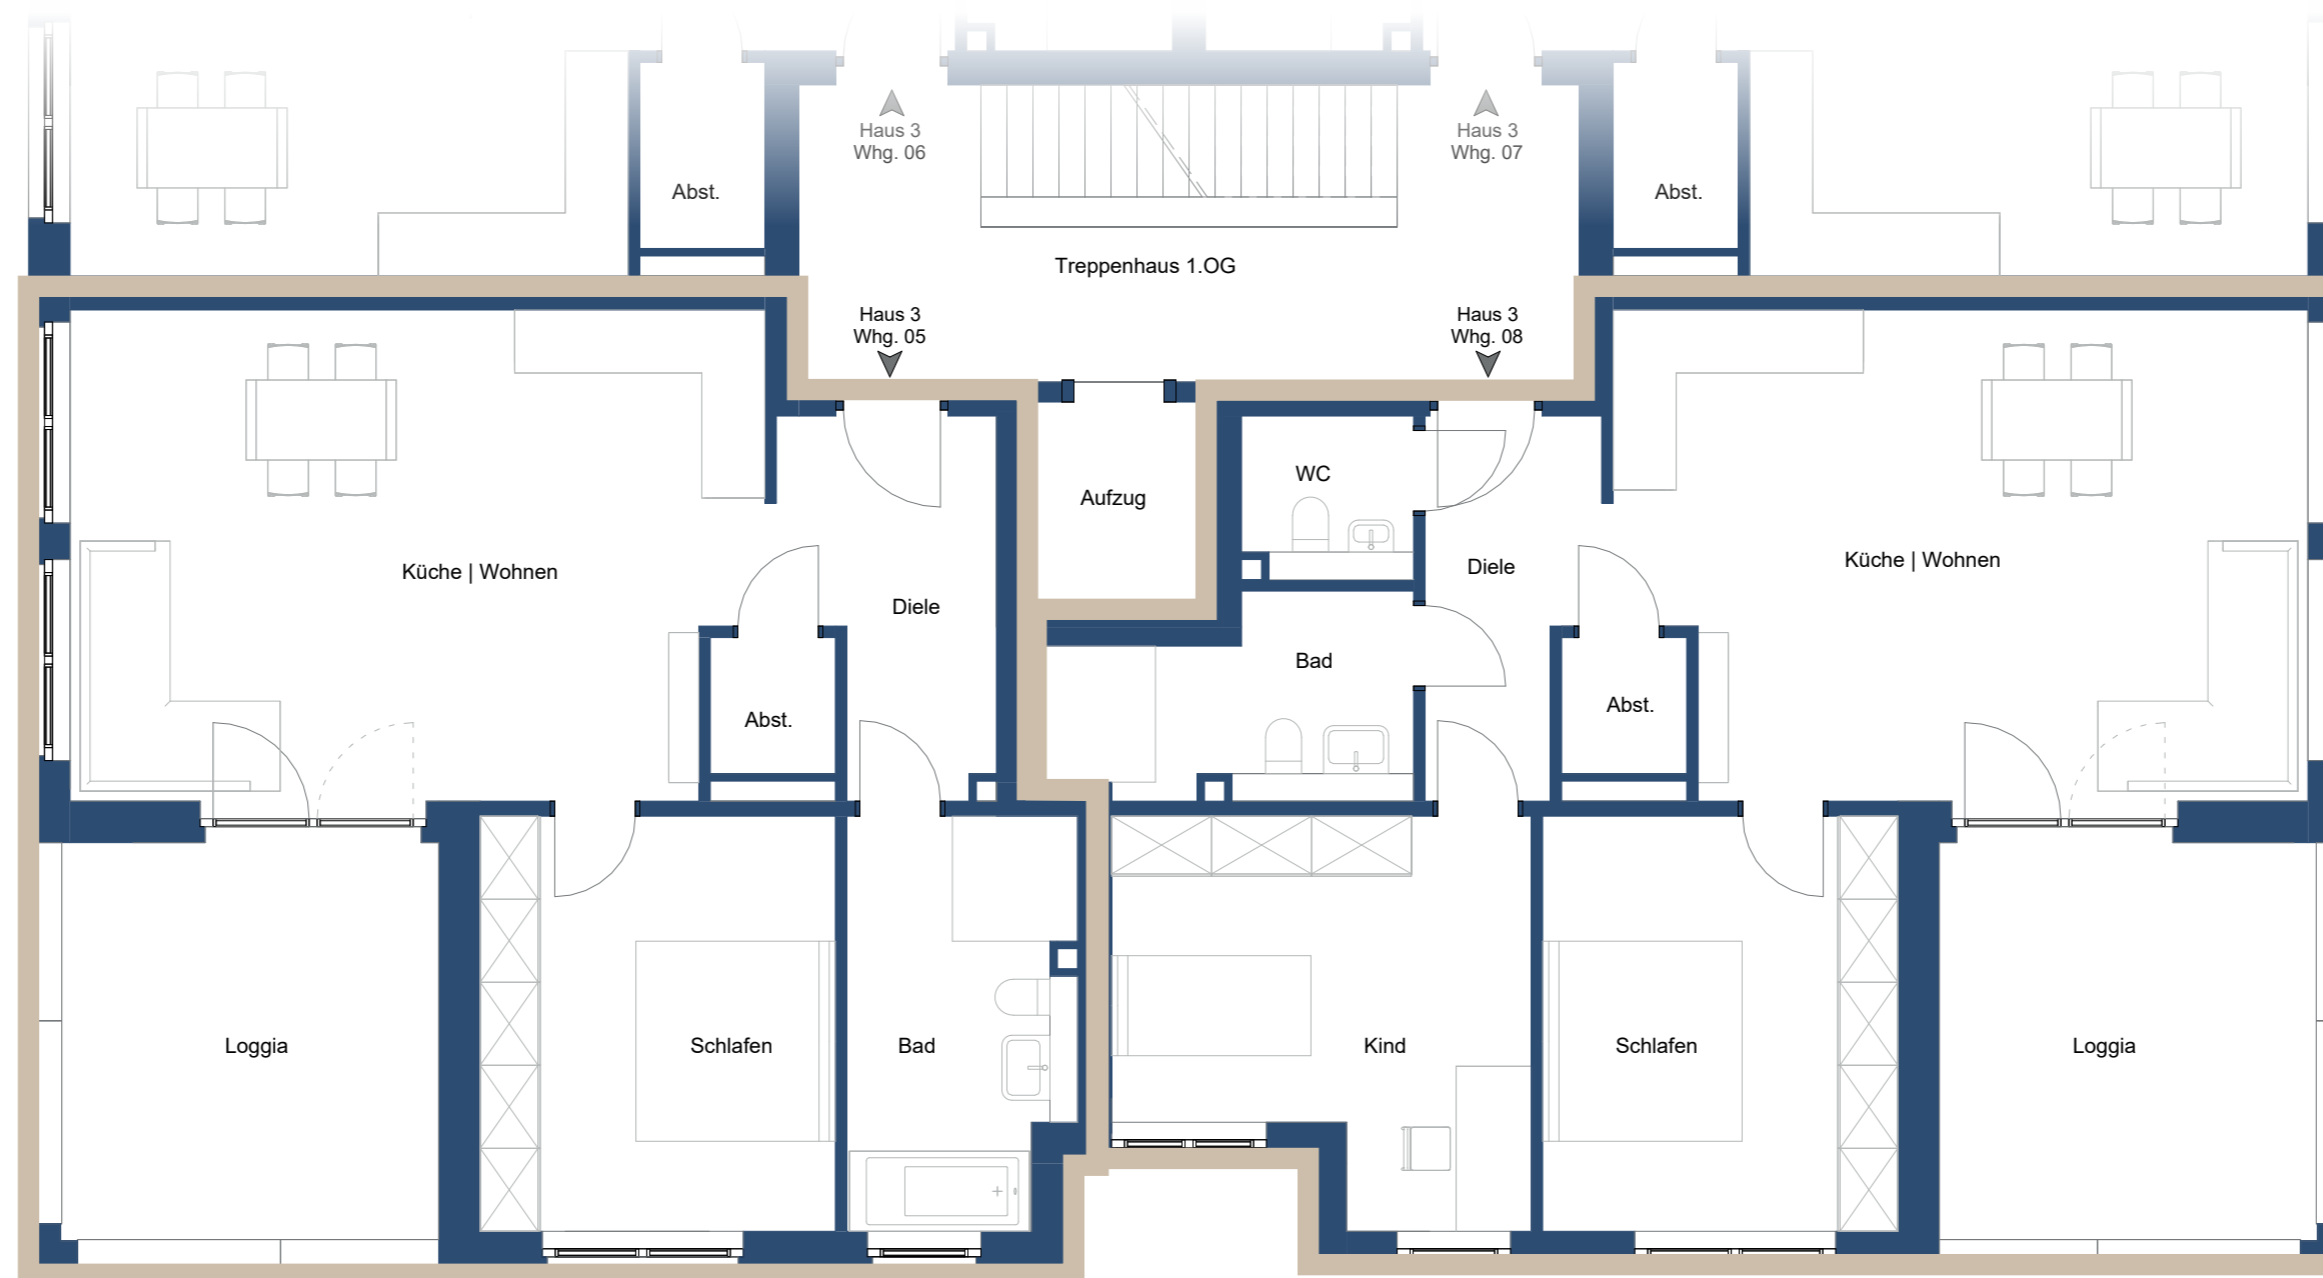 Haus 3
Whg. 06
Haus 3
Whg. 07
Abst.
Abst.
Treppenhaus 1.OG
Haus 3
Whg. 05
Haus 3
Whg. 08
WC
Aufzug
Küche | Wohnen
Diele
Diele
Küche | Wohnen
Bad
Abst.
Abst.
Loggia
Schlafen
Bad
Kind
Schlafen
Loggia